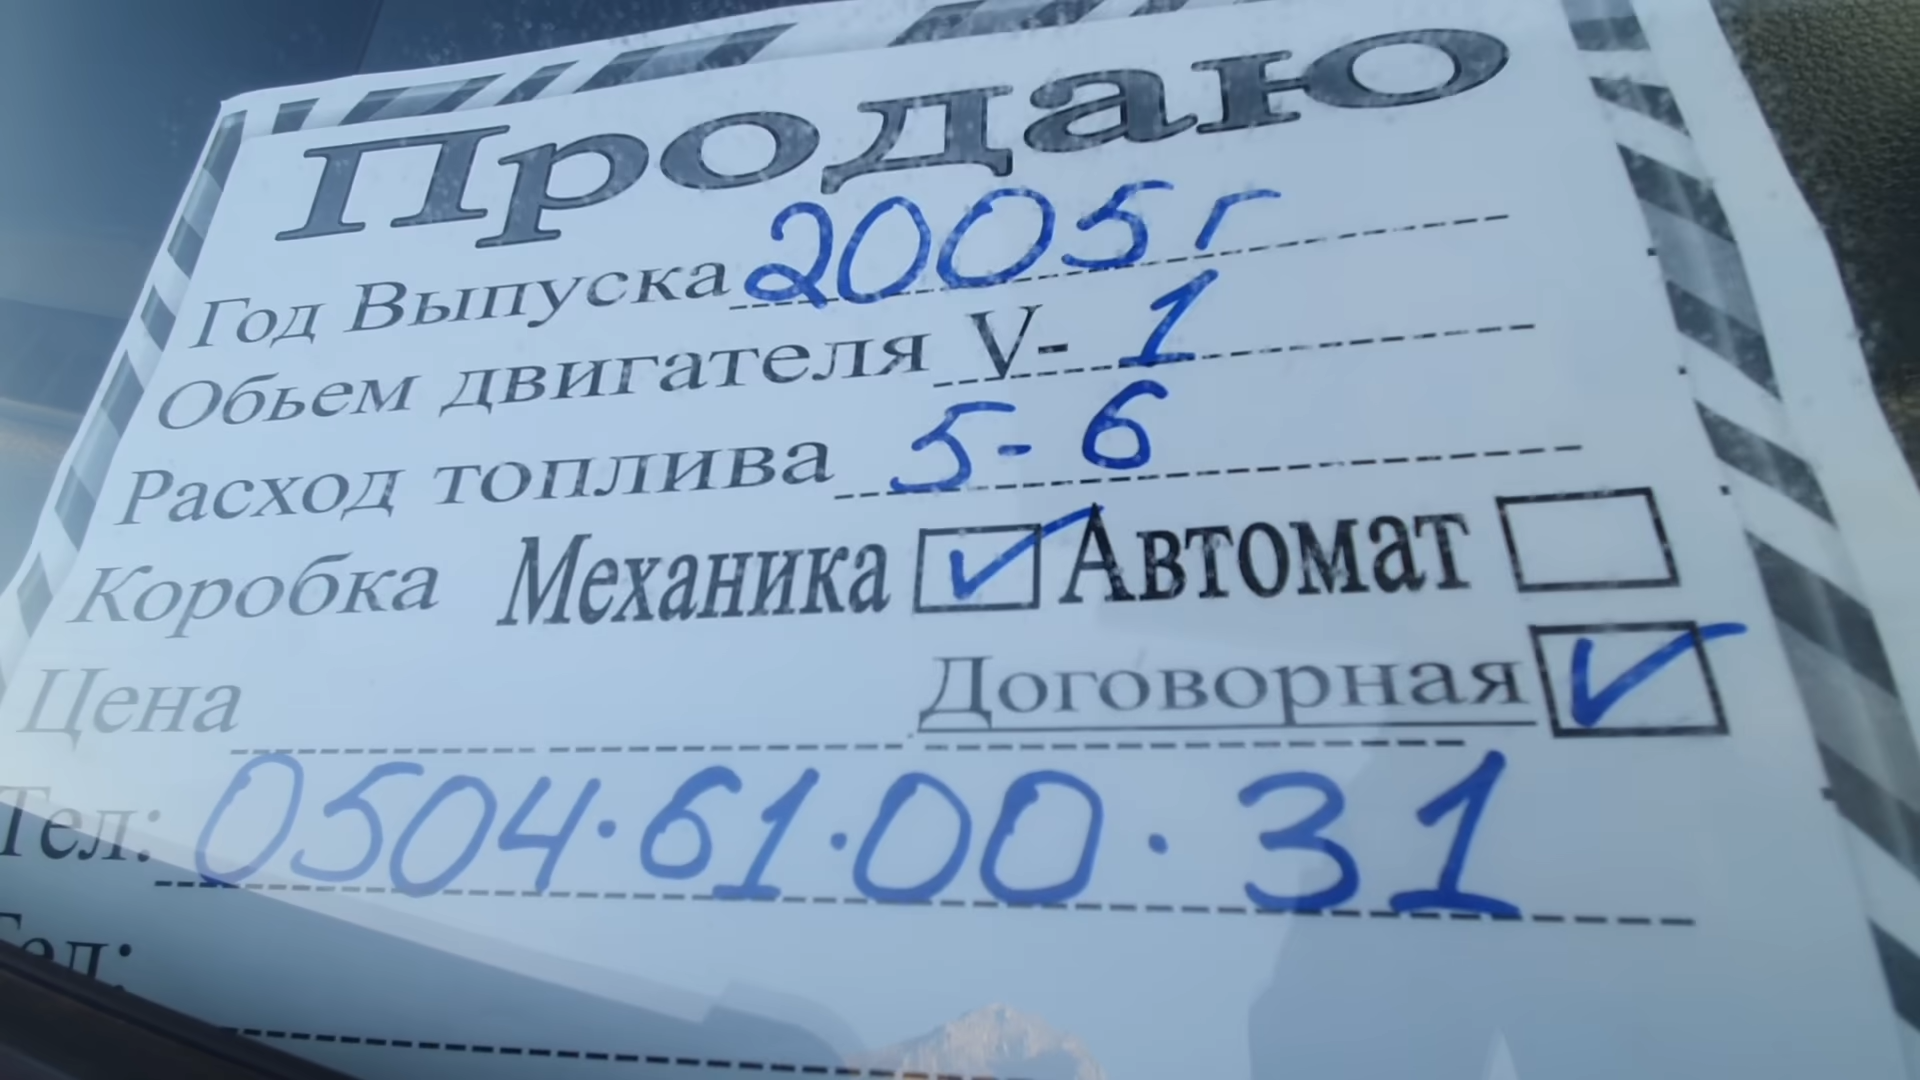 Продаю
Год Выпуска 2005 г
Обьем двигателя V- 1
Расход топлива 5-6
Коробка Механика ✓ Автомат
Цена Договорная ✓
Тел: 0504·61·00·31
Тел: